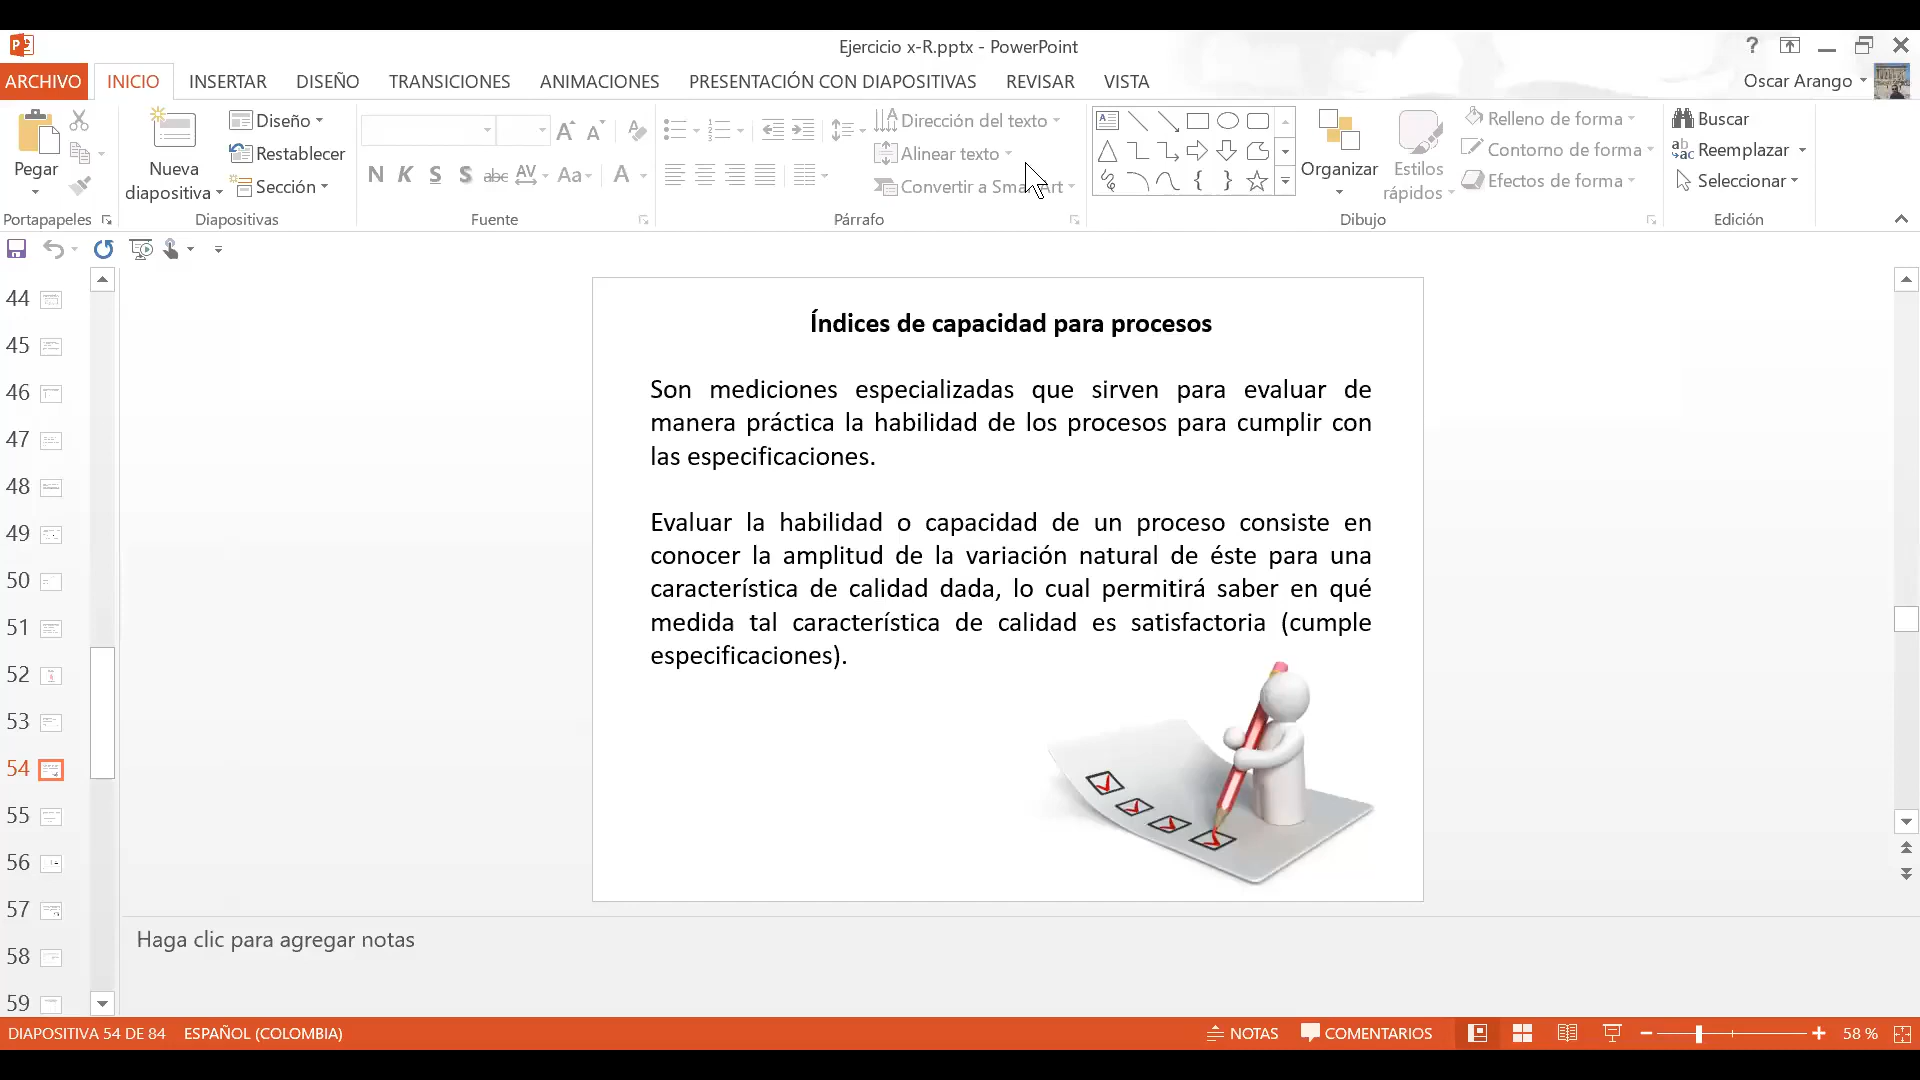 Ejercicio x-R.pptx - PowerPoint
?
ARCHIVO INICIO INSERTAR DISEÑO TRANSICIONES ANIMACIONES PRESENTACIÓN CON DIAPOSITIVAS REVISAR VISTA
Oscar Arango
Pegar
Portapapeles
Nueva
diapositiva
Diseño
Restablecer
Sección
Diapositivas
N K S S abc AV Aa A
Fuente
Dirección del texto
Alinear texto
Párrafo
Organizar
Estilos
rápidos
Relleno de forma
Contorno de forma
Efectos de forma
Dibujo
Buscar
Reemplazar
Seleccionar
Edición
44
45
46
47
48
49
50
51
52
53
54
55
56
57
58
59
Índices de capacidad para procesos
Son mediciones especializadas que sirven para evaluar de
manera práctica la habilidad de los procesos para cumplir con
las especificaciones.
Evaluar la habilidad o capacidad de un proceso consiste en
conocer la amplitud de la variación natural de éste para una
característica de calidad dada, lo cual permitirá saber en qué
medida tal característica de calidad es satisfactoria (cumple
especificaciones).
Haga clic para agregar notas
DIAPOSITIVA 54 DE 84 ESPAÑOL (COLOMBIA)
NOTAS COMENTARIOS 58 %